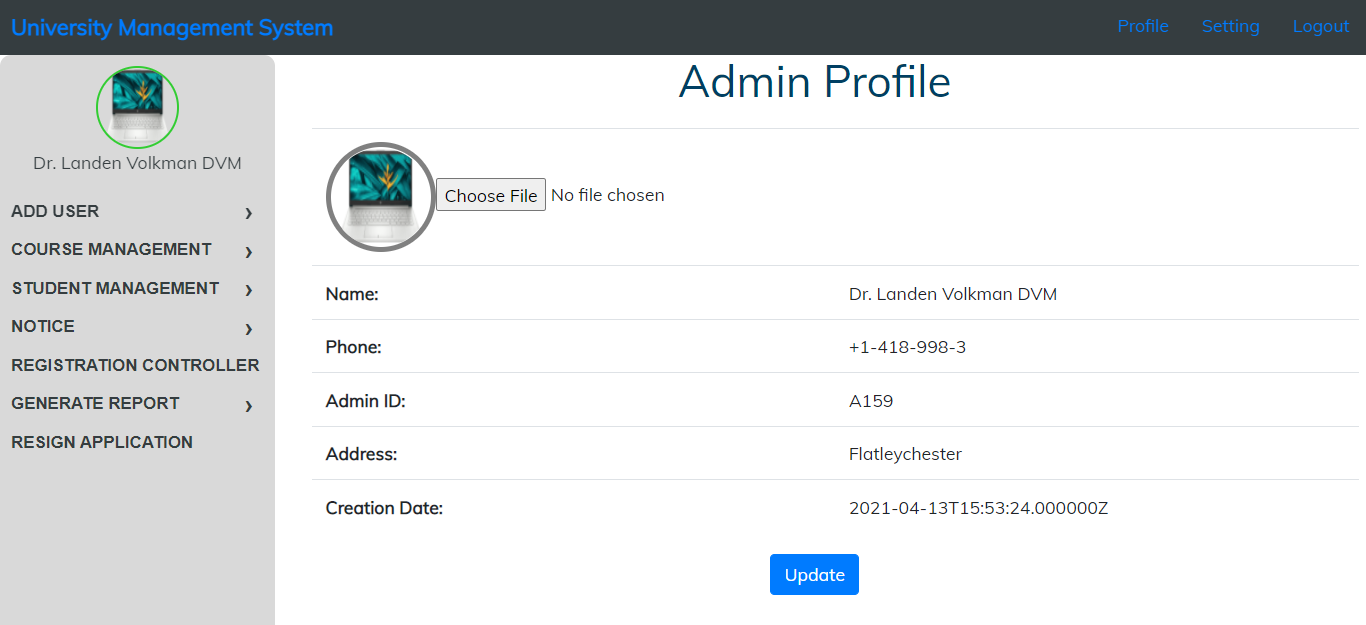 University Management System
Profile Setting Logout
Dr. Landen Volkman DVM
ADD USER
COURSE MANAGEMENT
STUDENT MANAGEMENT
NOTICE
REGISTRATION CONTROLLER
GENERATE REPORT
RESIGN APPLICATION
Admin Profile
Choose File No file chosen
Name: Dr. Landen Volkman DVM
Phone: +1-418-998-3
Admin ID: A159
Address: Flatleychester
Creation Date: 2021-04-13T15:53:24.000000Z
Update